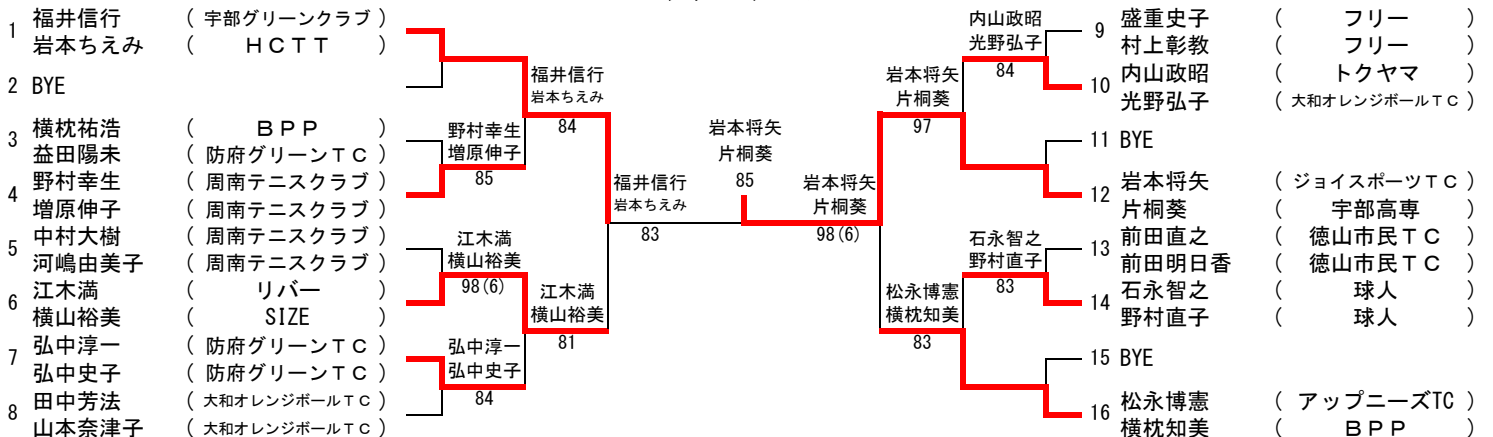 1 福井信行 ( 宇部グリーンクラブ )
岩本ちえみ ( ＨＣＴＴ )
2 BYE
3 横枕祐浩 ( ＢＰＰ )
益田陽未 ( 防府グリーンＴＣ )
4 野村幸生 ( 周南テニスクラブ )
増原伸子 ( 周南テニスクラブ )
5 中村大樹 ( 周南テニスクラブ )
河嶋由美子 ( 周南テニスクラブ )
6 江木満 ( リバー )
横山裕美 ( SIZE )
7 弘中淳一 ( 防府グリーンＴＣ )
弘中史子 ( 防府グリーンＴＣ )
8 田中芳法 ( 大和オレンジボールＴＣ )
山本奈津子 ( 大和オレンジボールＴＣ )
野村幸生
増原伸子
85
江木満
横山裕美
98(6)
弘中淳一
弘中史子
84
福井信行
岩本ちえみ
84
江木満
横山裕美
81
福井信行
岩本ちえみ
83
岩本将矢
片桐葵
85
岩本将矢
片桐葵
98(6)
岩本将矢
片桐葵
97
松永博憲
横枕知美
83
内山政昭
光野弘子
84
石永智之
野村直子
83
9 盛重史子 ( フリー )
村上彰教 ( フリー )
10 内山政昭 ( トクヤマ )
光野弘子 ( 大和オレンジボールＴＣ )
11 BYE
12 岩本将矢 ( ジョイスポーツＴＣ )
片桐葵 ( 宇部高専 )
13 前田直之 ( 徳山市民ＴＣ )
前田明日香 ( 徳山市民ＴＣ )
14 石永智之 ( 球人 )
野村直子 ( 球人 )
15 BYE
16 松永博憲 ( アップニーズTC )
横枕知美 ( ＢＰＰ )